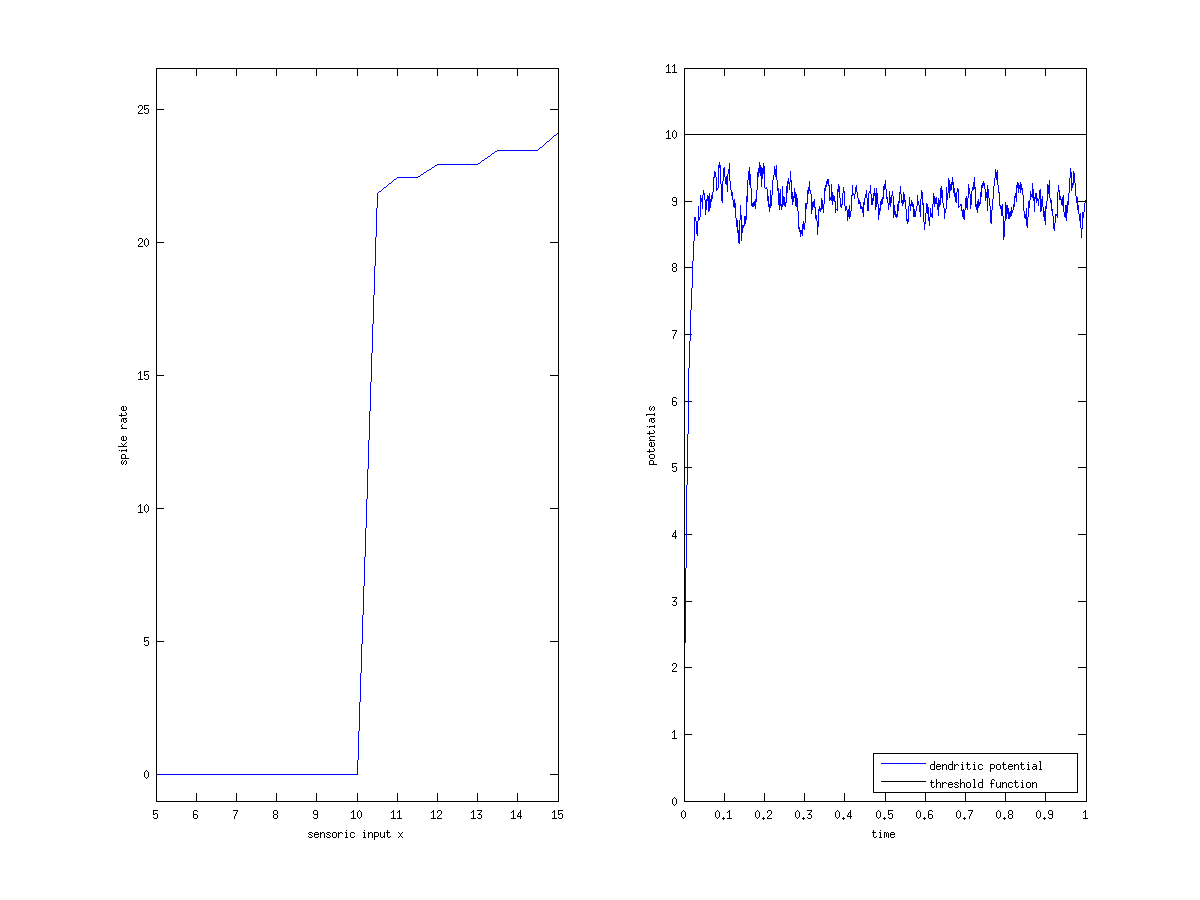 25
20
15
10
5
0
spike rate
5 6 7 8 9 10 11 12 13 14 15
sensoric input x
11
10
9
8
7
6
5
4
3
2
1
0
potentials
dendritic potential
threshold function
0 0.1 0.2 0.3 0.4 0.5 0.6 0.7 0.8 0.9 1
time